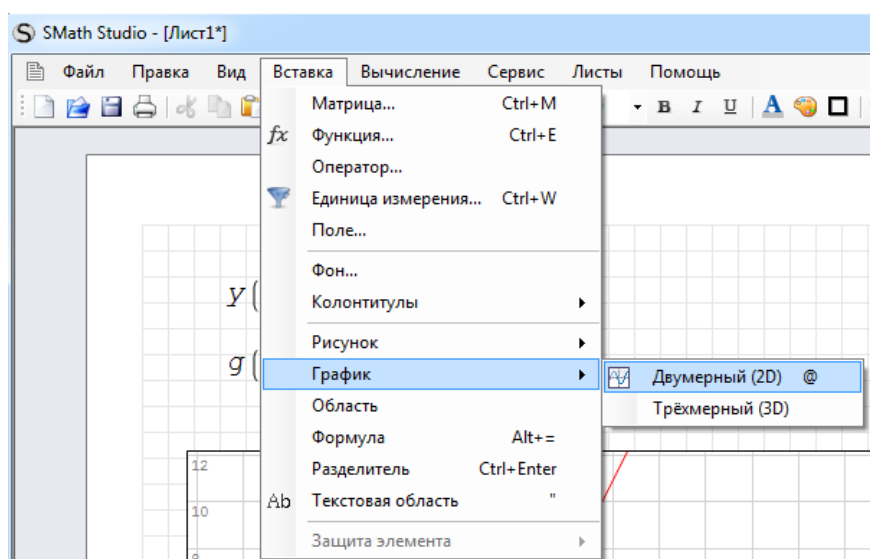 SMath Studio - [Лист1*]
Файл Правка Вид Вставка Вычисление Сервис Листы Помощь
B I U A
Матрица... Ctrl+M
fx Функция... Ctrl+E
Оператор...
Единица измерения... Ctrl+W
Поле...
Фон...
y( Колонтитулы
Рисунок
g( График Двумерный (2D) @
Область Трёхмерный (3D)
Формула Alt+=
12 Разделитель Ctrl+Enter
Ab Текстовая область "
10
Защита элемента